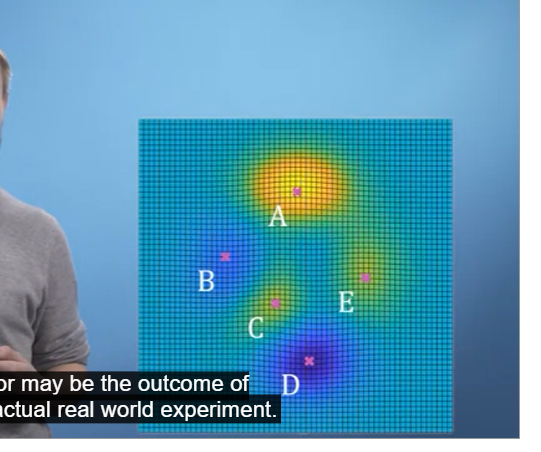 A
B
E
C
D
or may be the outcome of
actual real world experiment.